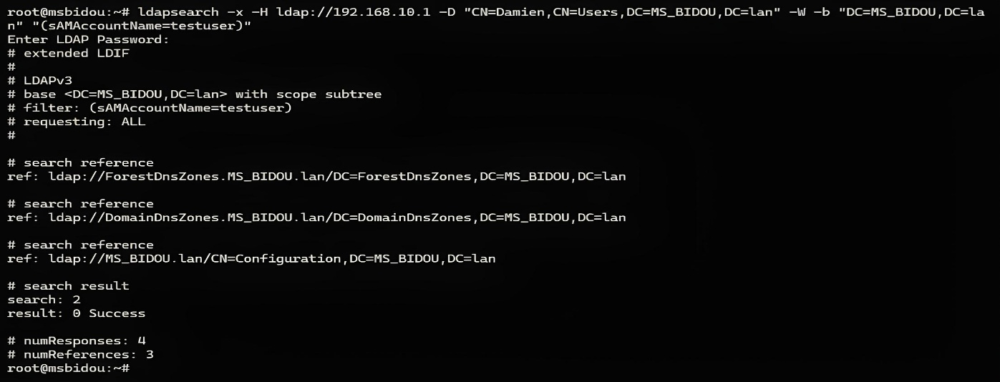 root@msbidou:~# ldapsearch -x -H ldap://192.168.10.1 -D "CN=Damien,CN=Users,DC=MS_BIDOU,DC=lan" -W -b "DC=MS_BIDOU,DC=la
n" "(sAMAccountName=testuser)"
Enter LDAP Password:
# extended LDIF
#
# LDAPv3
# base <DC=MS_BIDOU,DC=lan> with scope subtree
# filter: (sAMAccountName=testuser)
# requesting: ALL
#

# search reference
ref: ldap://ForestDnsZones.MS_BIDOU.lan/DC=ForestDnsZones,DC=MS_BIDOU,DC=lan

# search reference
ref: ldap://DomainDnsZones.MS_BIDOU.lan/DC=DomainDnsZones,DC=MS_BIDOU,DC=lan

# search reference
ref: ldap://MS_BIDOU.lan/CN=Configuration,DC=MS_BIDOU,DC=lan

# search result
search: 2
result: 0 Success

# numResponses: 4
# numReferences: 3
root@msbidou:~#